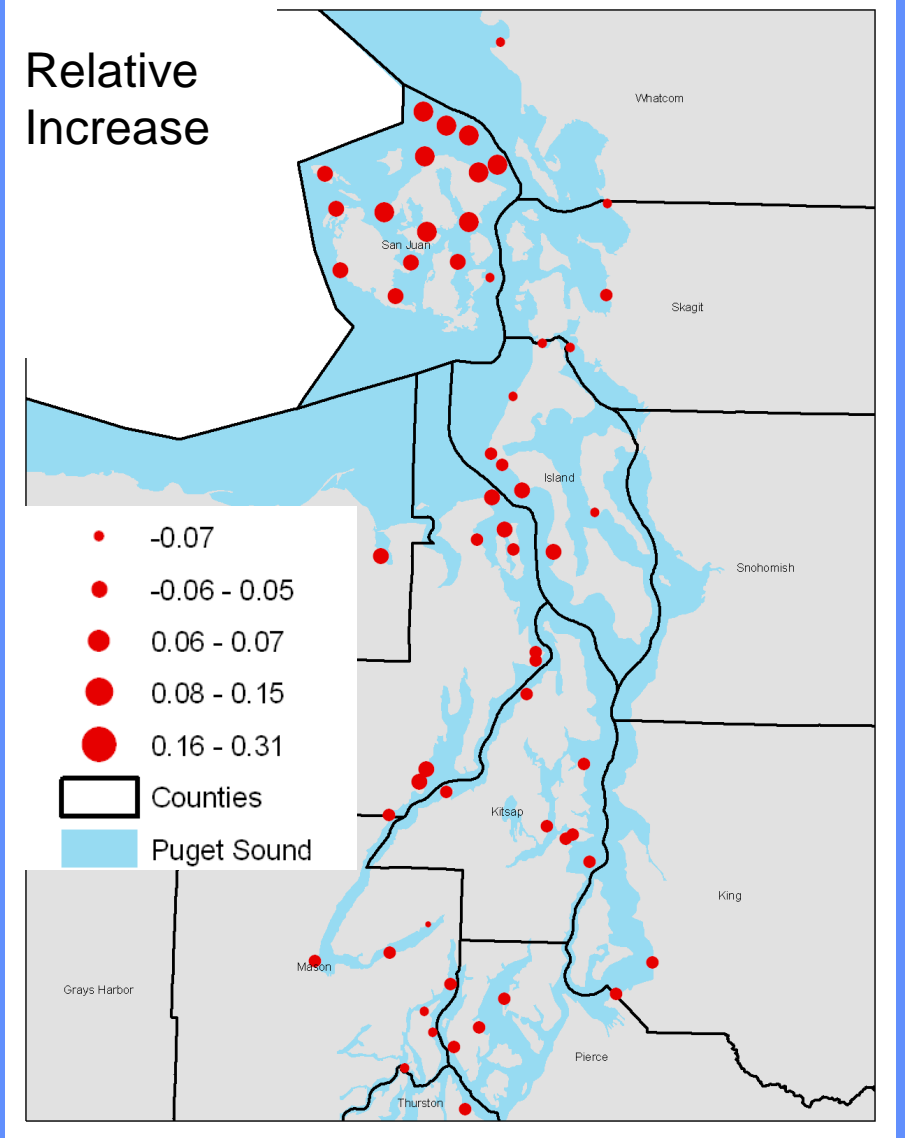 Relative
Increase
Whatcom
San Juan
Skagit
Island
Snohomish
-0.07
-0.06 - 0.05
0.06 - 0.07
0.08 - 0.15
0.16 - 0.31
Counties
Puget Sound
Kitsap
King
Mason
Grays Harbor
Pierce
Thurston